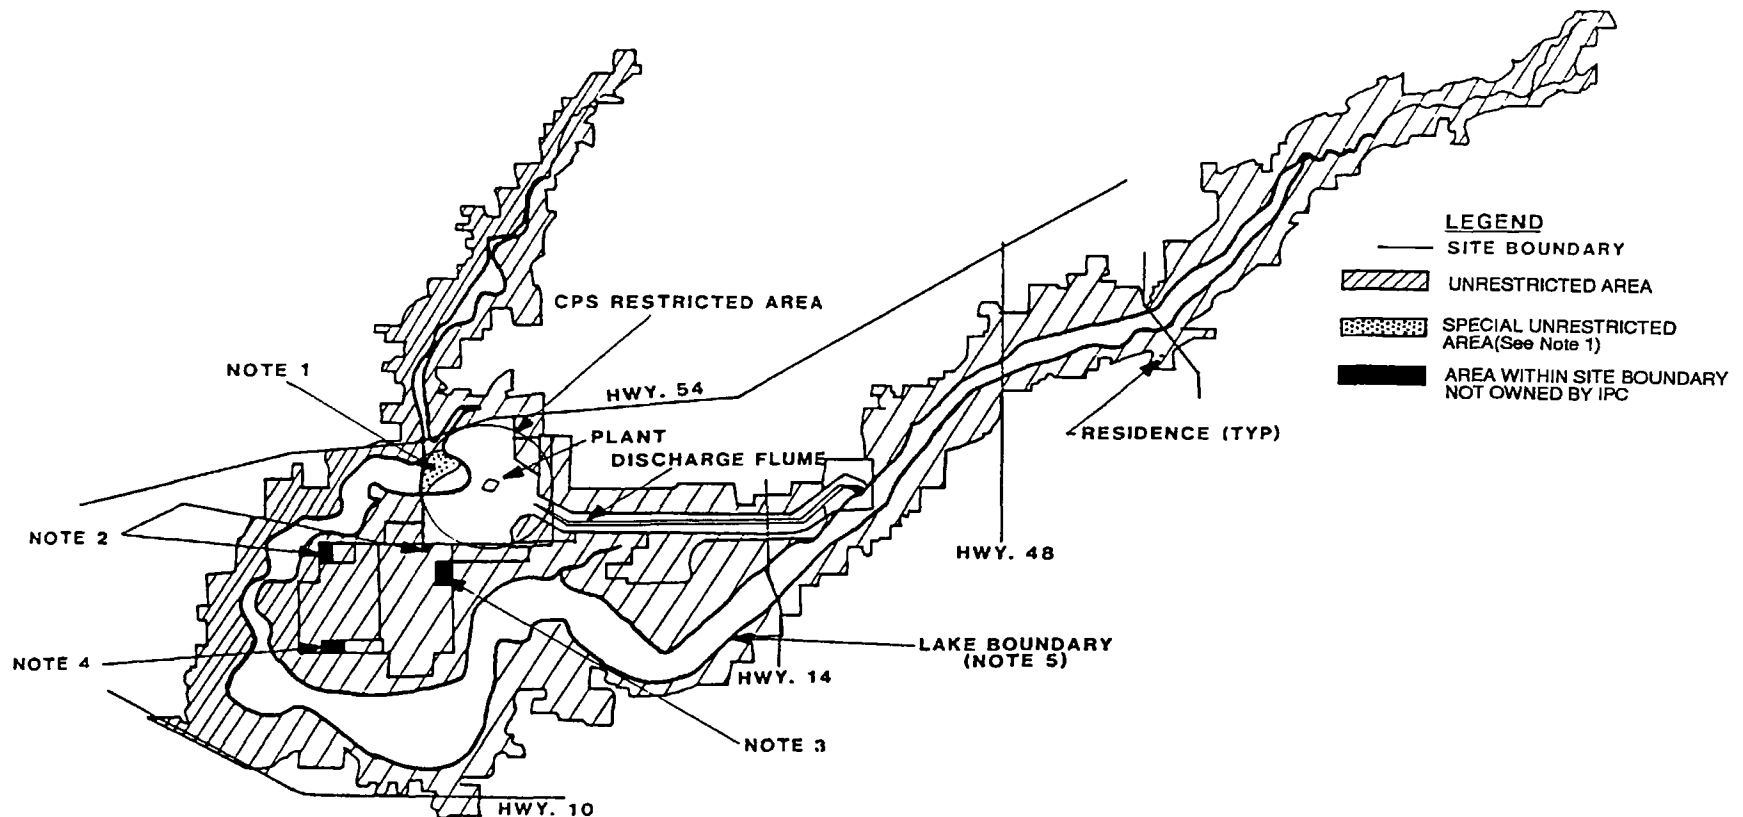 LEGEND
SITE BOUNDARY
UNRESTRICTED AREA
SPECIAL UNRESTRICTED
AREA(See Note 1)
AREA WITHIN SITE BOUNDARY
NOT OWNED BY IPC
CPS RESTRICTED AREA
NOTE 1
HWY. 54
PLANT
DISCHARGE FLUME
RESIDENCE (TYP)
NOTE 2
HWY. 48
LAKE BOUNDARY
(NOTE 5)
NOTE 4
HWY. 14
NOTE 3
HWY. 10